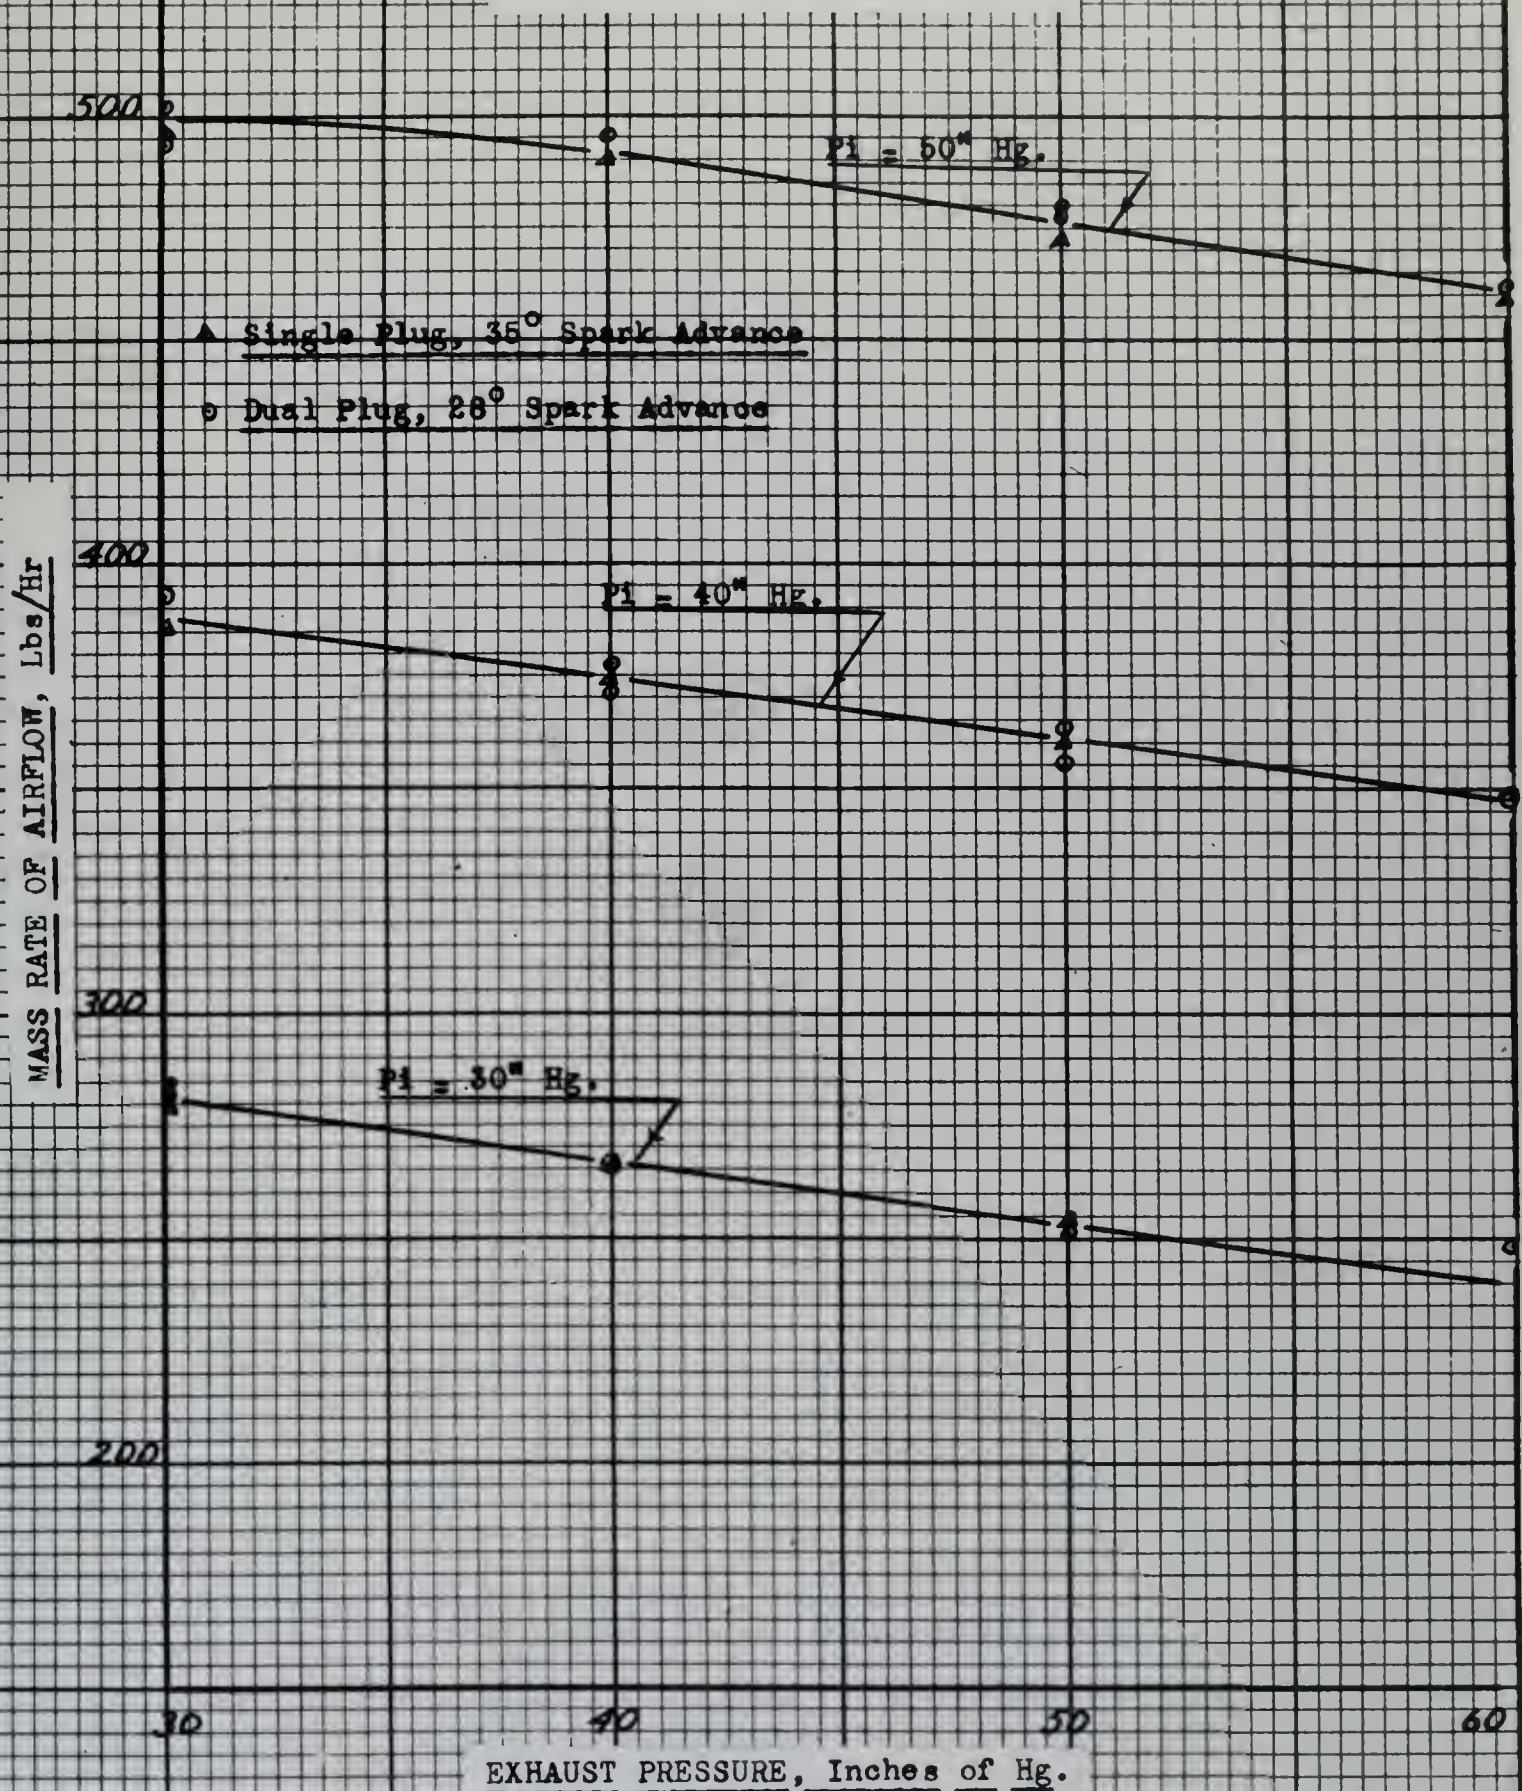 500
Pi = 50" Hg.
▲ Single Plug, 35° Spark Advance
○ Dual Plug, 28° Spark Advance
400
Pi = 40" Hg.
MASS RATE OF AIRFLOW, Lbs/Hr
300
Pi = 30" Hg.
200
30 40 50 60
EXHAUST PRESSURE, Inches of Hg.